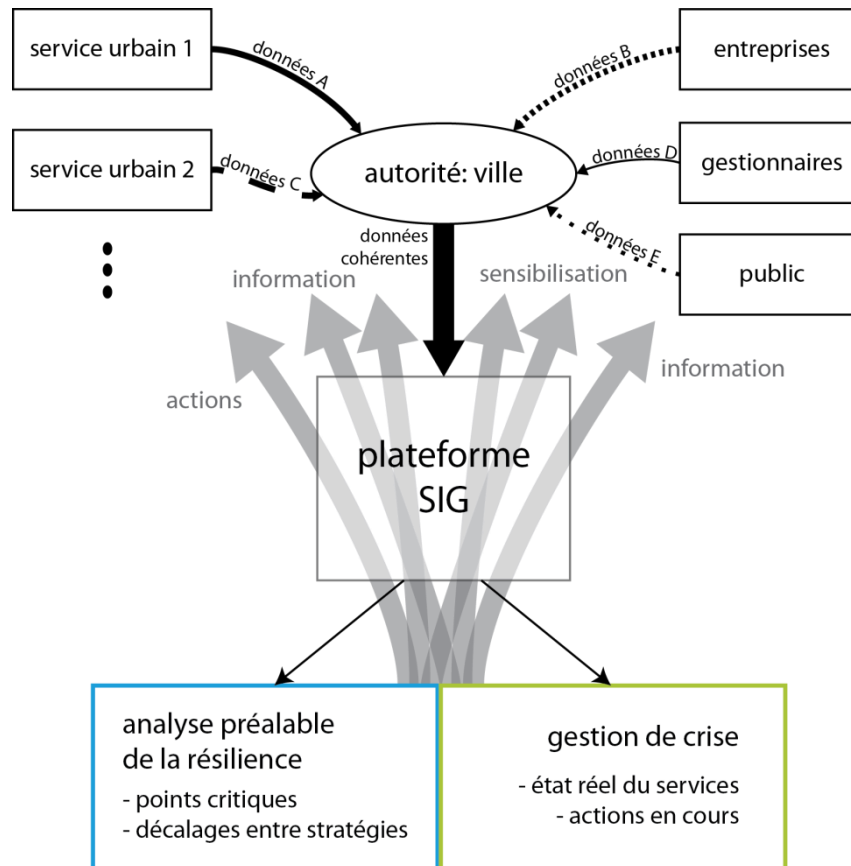 service urbain 1
données A
données B
entreprises
service urbain 2
données C
autorité: ville
données D
gestionnaires
données
cohérentes
données E
public
information
sensibilisation
actions
information
plateforme
SIG
analyse préalable
de la résilience
- points critiques
- décalages entre stratégies
gestion de crise
- état réel du services
- actions en cours